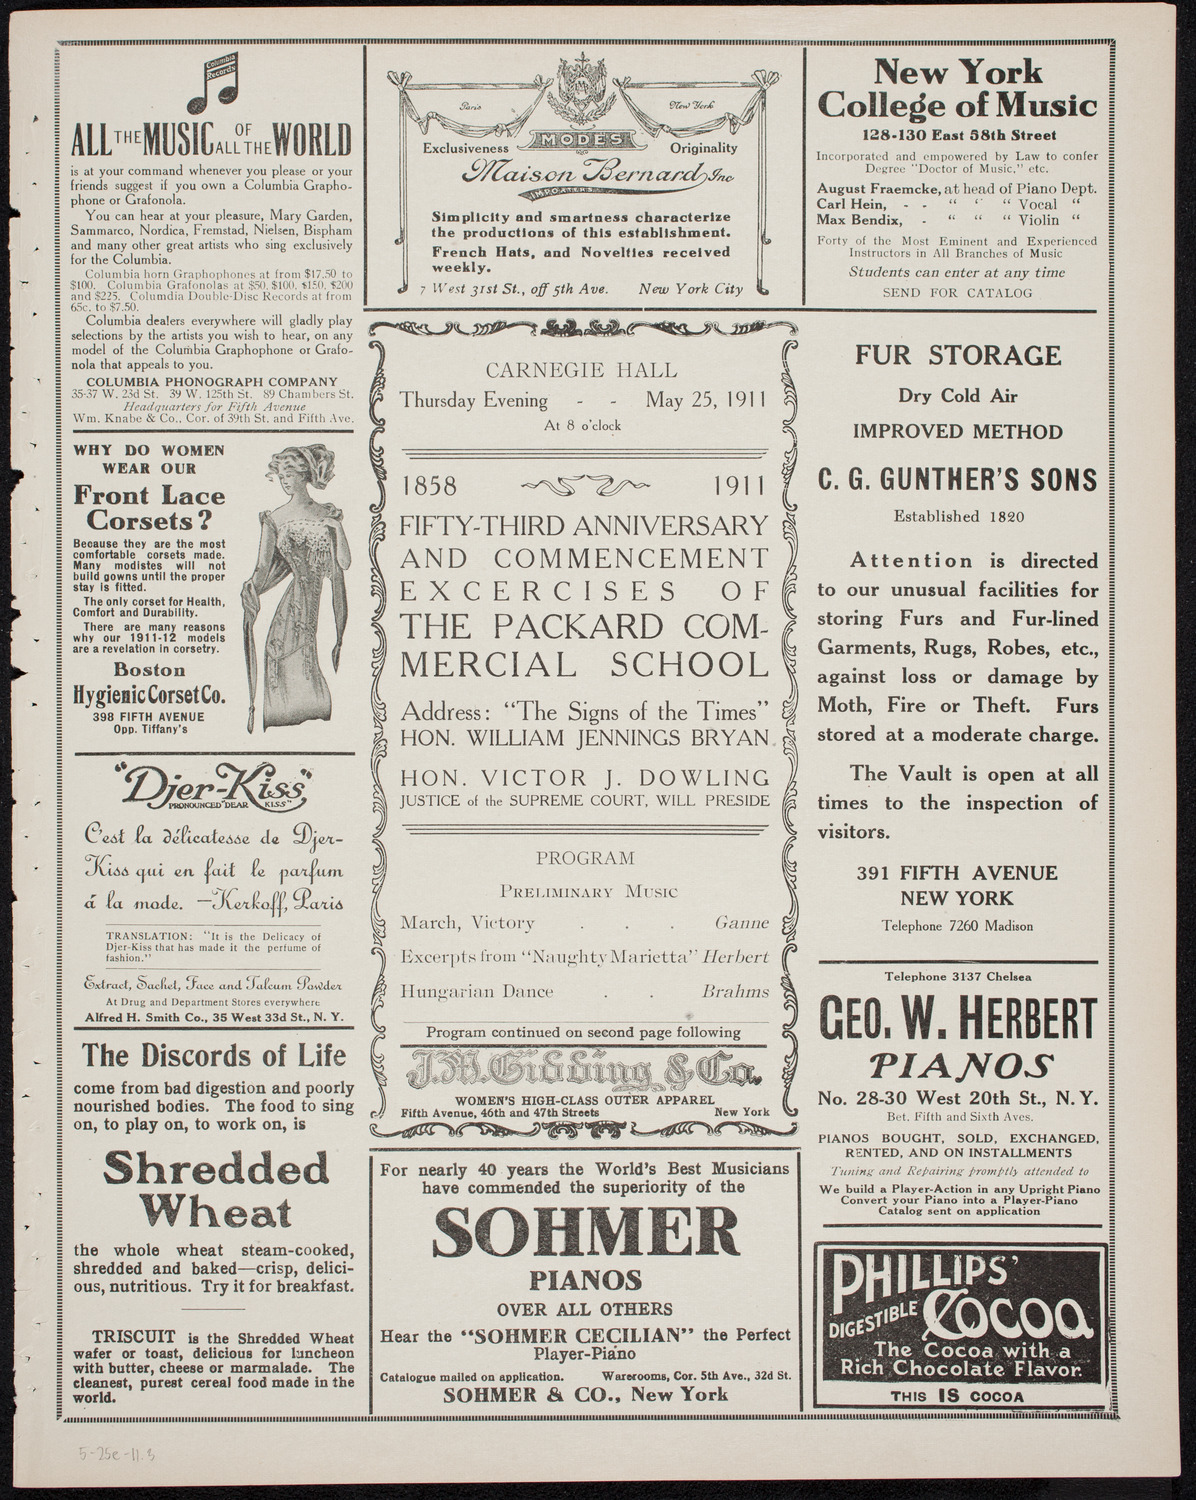 Columbia
Records
ALL THE MUSIC OF ALL THE WORLD
is at your command whenever you please or your
friends suggest if you own a Columbia Grapho-
phone or Grafonola.
You can hear at your pleasure, Mary Garden,
Sammarco, Nordica, Fremstad, Nielsen, Bispham
and many other great artists who sing exclusively
for the Columbia.
Columbia horn Graphophones at from $17.50 to
$100. Columbia Grafonolas at $50, $100, $150, $200
and $225. Columdia Double-Disc Records at from
65c. to $7.50.
Columbia dealers everywhere will gladly play
selections by the artists you wish to hear, on any
model of the Columbia Graphophone or Grafo-
nola that appeals to you.
COLUMBIA PHONOGRAPH COMPANY
35-37 W. 23d St. 39 W. 125th St. 89 Chambers St.
Headquarters for Fifth Avenue
Wm. Knabe & Co., Cor. of 39th St. and Fifth Ave.
WHY DO WOMEN
WEAR OUR
Front Lace
Corsets?
Because they are the most
comfortable corsets made.
Many modistes will not
build gowns until the proper
stay is fitted.
The only corset for Health,
Comfort and Durability.
There are many reasons
why our 1911-12 models
are a revelation in corsetry.
Boston
Hygienic Corset Co.
398 FIFTH AVENUE
Opp. Tiffany's
"Djer-Kiss"
PRONOUNCED "DEAR KISS"
C'est la délicatesse de Djer-
Kiss qui en fait le parfum
á la mode. —Kerkoff, Paris
TRANSLATION: "It is the Delicacy of
Djer-Kiss that has made it the perfume of
fashion."
Extract, Sachet, Face and Talcum Powder
At Drug and Department Stores everywhere
Alfred H. Smith Co., 35 West 33d St., N. Y.
The Discords of Life
come from bad digestion and poorly
nourished bodies. The food to sing
on, to play on, to work on, is
Shredded
Wheat
the whole wheat steam-cooked,
shredded and baked—crisp, delici-
ous, nutritious. Try it for breakfast.
TRISCUIT is the Shredded Wheat
wafer or toast, delicious for luncheon
with butter, cheese or marmalade. The
cleanest, purest cereal food made in the
world.
Paris New York
MODES
Exclusiveness Originality
Maison Bernard Inc
IMPORTERS
Simplicity and smartness characterize
the productions of this establishment.
French Hats, and Novelties received
weekly.
7 West 31st St., off 5th Ave. New York City
CARNEGIE HALL
Thursday Evening - - May 25, 1911
At 8 o'clock
1858 1911
FIFTY-THIRD ANNIVERSARY
AND COMMENCEMENT
EXCERCISES OF
THE PACKARD COM-
MERCIAL SCHOOL
Address: "The Signs of the Times"
HON. WILLIAM JENNINGS BRYAN
HON. VICTOR J. DOWLING
JUSTICE of the SUPREME COURT, WILL PRESIDE
PROGRAM
PRELIMINARY MUSIC
March, Victory . . . Ganne
Excerpts from "Naughty Marietta" Herbert
Hungarian Dance . . Brahms
Program continued on second page following
J.M. Gidding & Co.
WOMEN'S HIGH-CLASS OUTER APPAREL
Fifth Avenue, 46th and 47th Streets New York
For nearly 40 years the World's Best Musicians
have commended the superiority of the
SOHMER
PIANOS
OVER ALL OTHERS
Hear the "SOHMER CECILIAN" the Perfect
Player-Piano
Catalogue mailed on application. Warerooms, Cor. 5th Ave., 32d St.
SOHMER & CO., New York
New York
College of Music
128-130 East 58th Street
Incorporated and empowered by Law to confer
Degree "Doctor of Music," etc.
August Fraemcke, at head of Piano Dept.
Carl Hein, - - " " " Vocal "
Max Bendix, - " " " Violin "
Forty of the Most Eminent and Experienced
Instructors in All Branches of Music
Students can enter at any time
SEND FOR CATALOG
FUR STORAGE
Dry Cold Air
IMPROVED METHOD
C. G. GUNTHER'S SONS
Established 1820
Attention is directed
to our unusual facilities for
storing Furs and Fur-lined
Garments, Rugs, Robes, etc.,
against loss or damage by
Moth, Fire or Theft. Furs
stored at a moderate charge.
The Vault is open at all
times to the inspection of
visitors.
391 FIFTH AVENUE
NEW YORK
Telephone 7260 Madison
Telephone 3137 Chelsea
GEO. W. HERBERT
PIANOS
No. 28-30 West 20th St., N. Y.
Bet. Fifth and Sixth Aves.
PIANOS BOUGHT, SOLD, EXCHANGED,
RENTED, AND ON INSTALLMENTS
Tuning and Repairing promptly attended to
We build a Player-Action in any Upright Piano
Convert your Piano into a Player-Piano
Catalog sent on application
PHILLIPS'
DIGESTIBLE COCOA
The Cocoa with a
Rich Chocolate Flavor.
THIS IS COCOA
5-25e-11.3